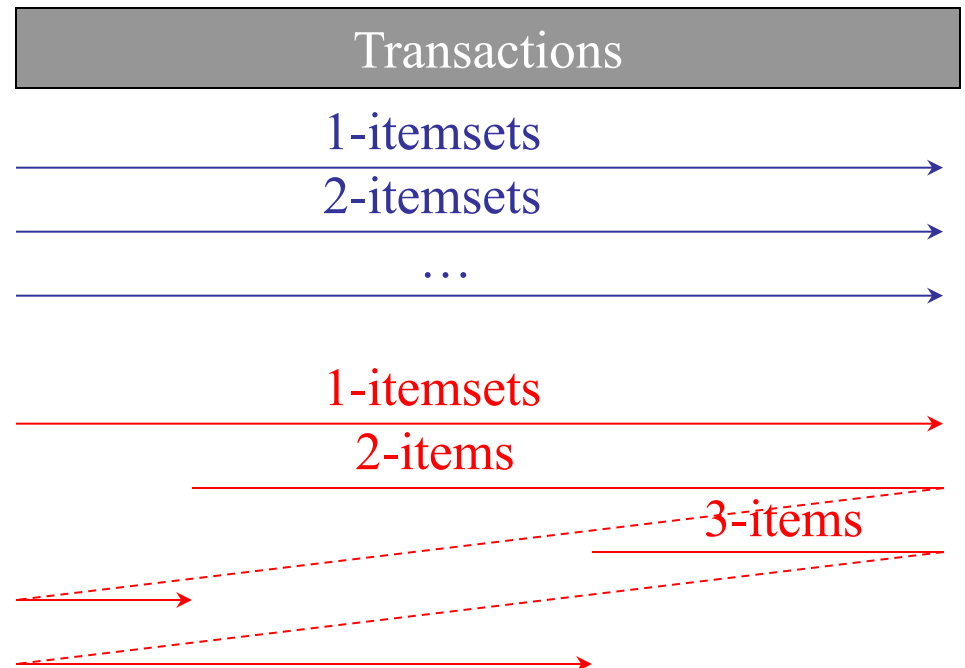 Transactions
1-itemsets
2-itemsets
…
1-itemsets
2-items
3-items